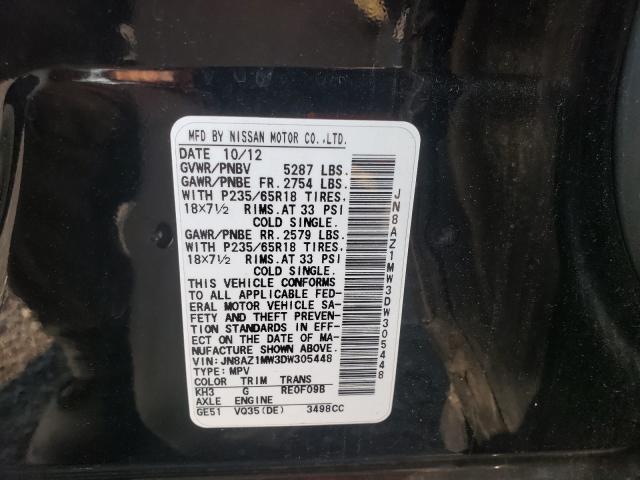 MFD BY NISSAN MOTOR CO.,LTD.
DATE 10/12
GVWR/PNBV 5287 LBS.
GAWR/PNBE FR. 2754 LBS.
WITH P235/65R18 TIRES.
18×7½ RIMS.AT 33 PSI
COLD SINGLE.
GAWR/PNBE RR. 2579 LBS.
WITH P235/65R18 TIRES.
18×7½ RIMS.AT 33 PSI
COLD SINGLE.
THIS VEHICLE CONFORMS
TO ALL APPLICABLE FED-
ERAL MOTOR VEHICLE SA-
FETY AND THEFT PREVEN-
TION STANDARDS IN EFF-
ECT ON THE DATE OF MA-
NUFACTURE SHOWN ABOVE.
VIN:JN8AZ1MW3DW305448
TYPE: MPV
COLOR TRIM TRANS
KH3 G RE0F09B
AXLE ENGINE
GE51 VQ35(DE) 3498CC
JN8AZ1MW3DW305448